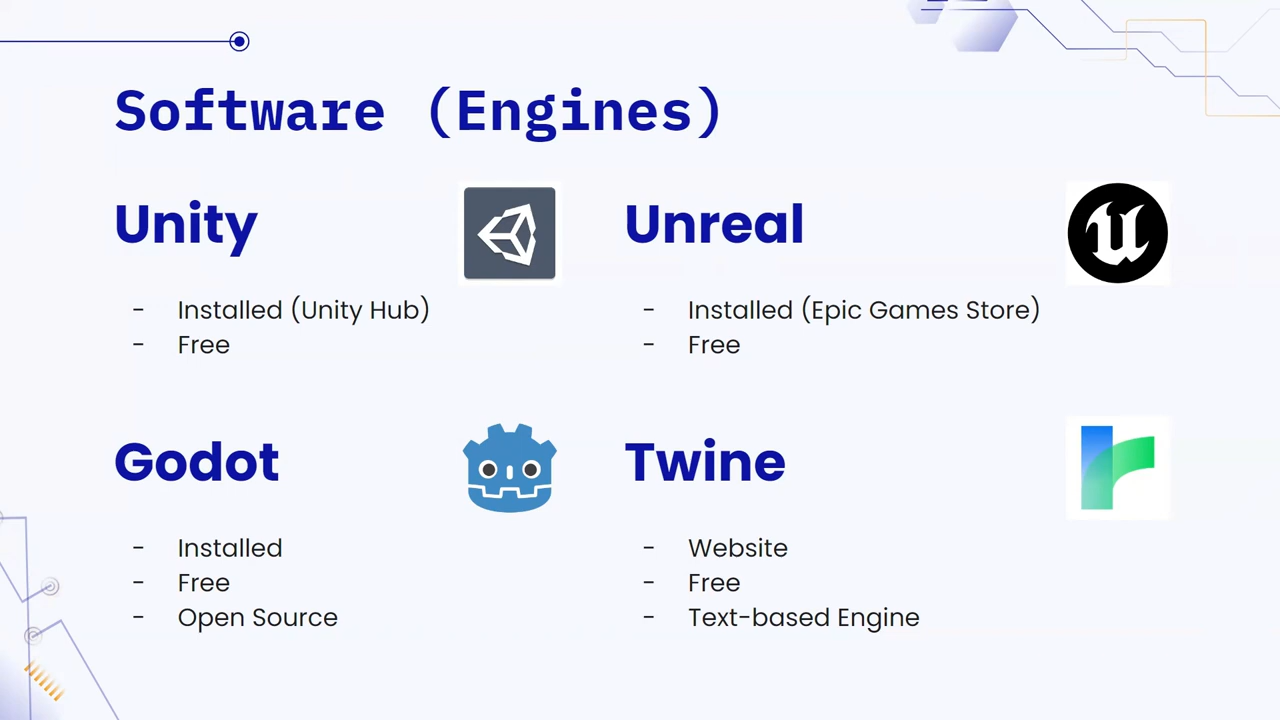 Software (Engines)
Unity
- Installed (Unity Hub)
- Free
Unreal
- Installed (Epic Games Store)
- Free
Godot
- Installed
- Free
- Open Source
Twine
- Website
- Free
- Text-based Engine